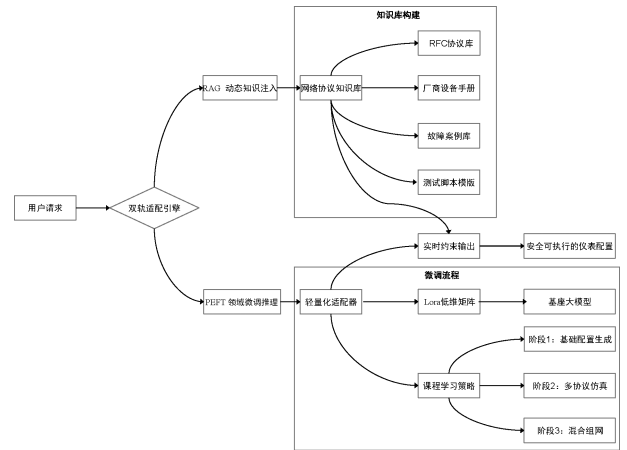 知识库构建
RFC协议库
RAG 动态知识注入
网络协议知识库
厂商设备手册
故障案例库
测试脚本模版
用户请求
双轨适配引擎
实时约束输出
安全可执行的仪表配置
微调流程
PEFT 领域微调推理
轻量化适配器
Lora低维矩阵
基座大模型
阶段1：基础配置生成
课程学习策略
阶段2：多协议仿真
阶段3：混合组网